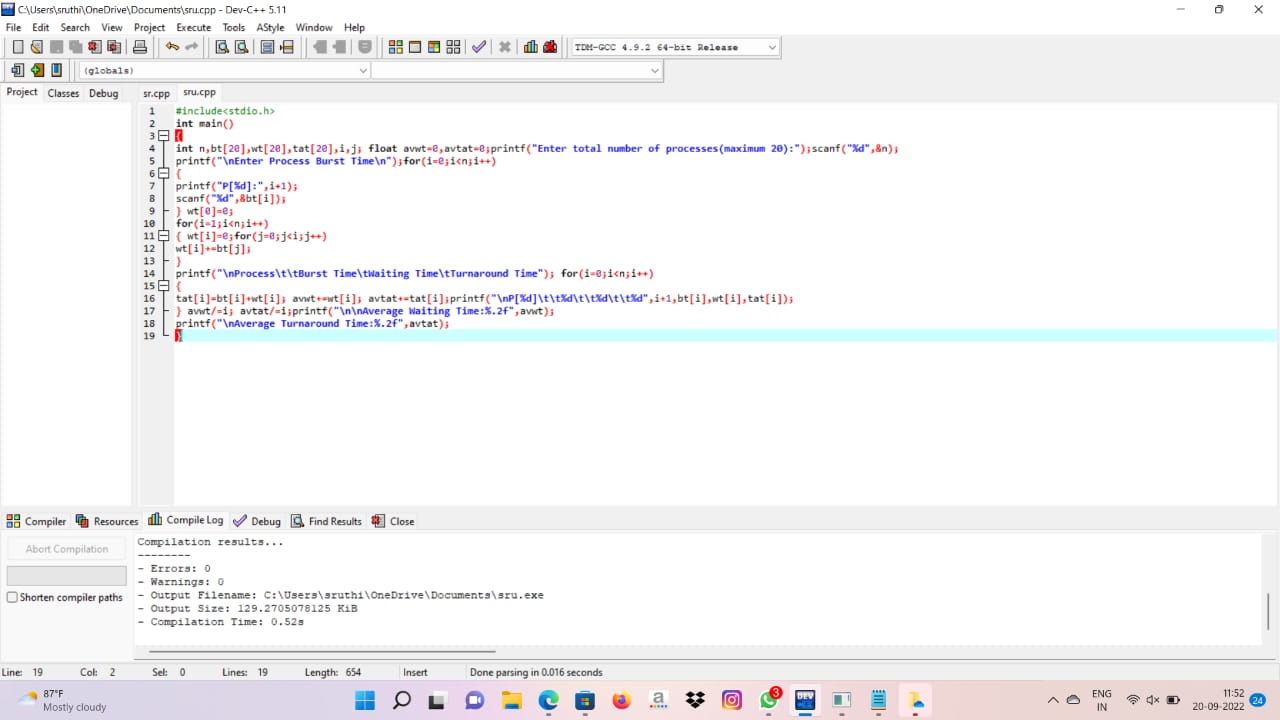 C:\Users\sruthi\OneDrive\Documents\sru.cpp - Dev-C++ 5.11
File Edit Search View Project Execute Tools AStyle Window Help
TDM-GCC 4.9.2 64-bit Release
(globals)
Project Classes Debug sr.cpp sru.cpp
1 #include<stdio.h>
2 int main()
3 {
4 int n,bt[20],wt[20],tat[20],i,j; float avwt=0,avtat=0;printf("Enter total number of processes(maximum 20):");scanf("%d",&n);
5 printf("\nEnter Process Burst Time\n");for(i=0;i<n;i++)
6 {
7 printf("P[%d]:",i+1);
8 scanf("%d",&bt[i]);
9 } wt[0]=0;
10 for(i=1;i<n;i++)
11 { wt[i]=0;for(j=0;j<i;j++)
12 wt[i]+=bt[j];
13 }
14 printf("\nProcess\t\tBurst Time\tWaiting Time\tTurnaround Time"); for(i=0;i<n;i++)
15 {
16 tat[i]=bt[i]+wt[i]; avwt+=wt[i]; avtat+=tat[i];printf("\nP[%d]\t\t%d\t\t%d\t\t%d",i+1,bt[i],wt[i],tat[i]);
17 } avwt/=i; avtat/=i;printf("\n\nAverage Waiting Time:%.2f",avwt);
18 printf("\nAverage Turnaround Time:%.2f",avtat);
19 }
Compiler Resources Compile Log Debug Find Results Close
Abort Compilation
Shorten compiler paths
Compilation results...
--------
- Errors: 0
- Warnings: 0
- Output Filename: C:\Users\sruthi\OneDrive\Documents\sru.exe
- Output Size: 129.2705078125 KiB
- Compilation Time: 0.52s
Line: 19 Col: 2 Sel: 0 Lines: 19 Length: 654 Insert Done parsing in 0.016 seconds
87°F
Mostly cloudy
a
3
DEV
C++
ENG
IN
11:52
20-09-2022
24